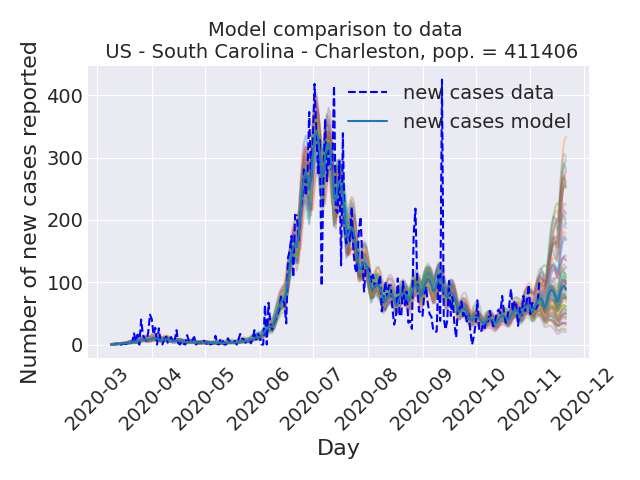 Model comparison to data
US - South Carolina - Charleston, pop. = 411406
Number of new cases reported
400
300
200
100
0
new cases data
new cases model
2020-03
2020-04
2020-05
2020-06
2020-07
2020-08
2020-09
2020-10
2020-11
2020-12
Day